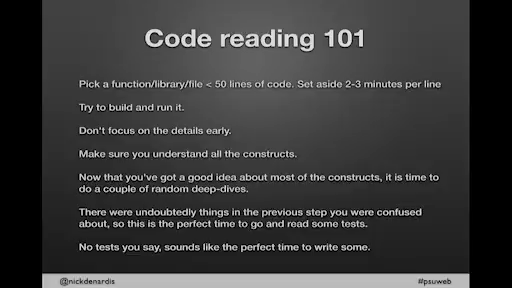 Code reading 101
Pick a function/library/file < 50 lines of code. Set aside 2-3 minutes per line
Try to build and run it.
Don't focus on the details early.
Make sure you understand all the constructs.
Now that you've got a good idea about most of the constructs, it is time to
do a couple of random deep-dives.
There were undoubtedly things in the previous step you were confused
about, so this is the perfect time to go and read some tests.
No tests you say, sounds like the perfect time to write some.
@nickdenardis
#psuweb